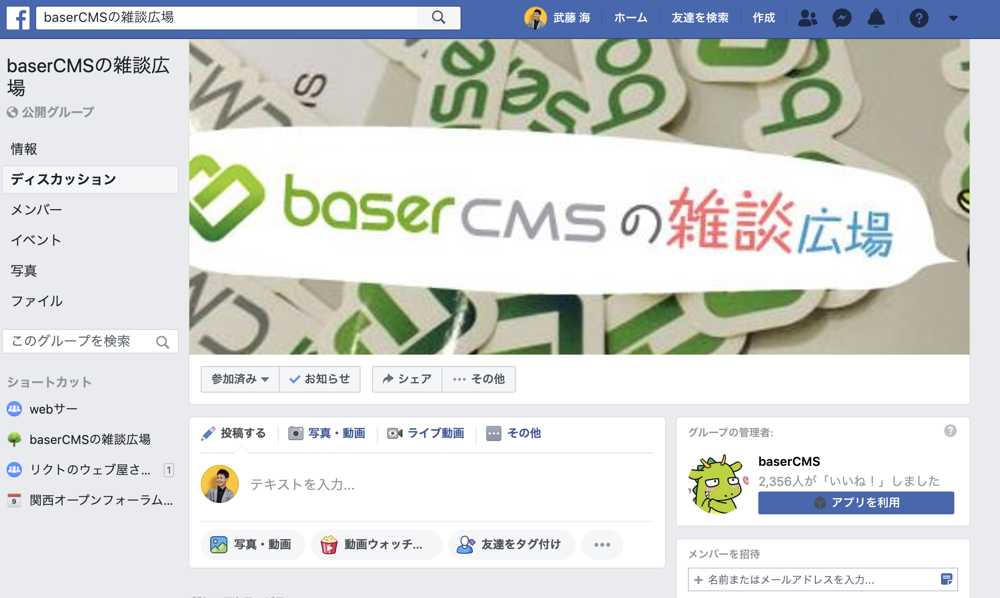 baserCMSの雑談広場
武藤 海
ホーム
友達を検索
作成
baserCMSの雑談広
場
公開グループ
情報
ディスカッション
メンバー
イベント
写真
ファイル
このグループを検索
ショートカット
webサー
baserCMSの雑談広場
リクトのウェブ屋さ...
1
9
関西オープンフォーラム...
baserCMSの雑談広場
参加済み
お知らせ
シェア
その他
投稿する
写真・動画
ライブ動画
その他
テキストを入力...
写真・動画
動画ウォッチ...
友達をタグ付け
グループの管理者:
baserCMS
2,356人が「いいね！」しました
アプリを利用
メンバーを招待
+ 名前またはメールアドレスを入力...